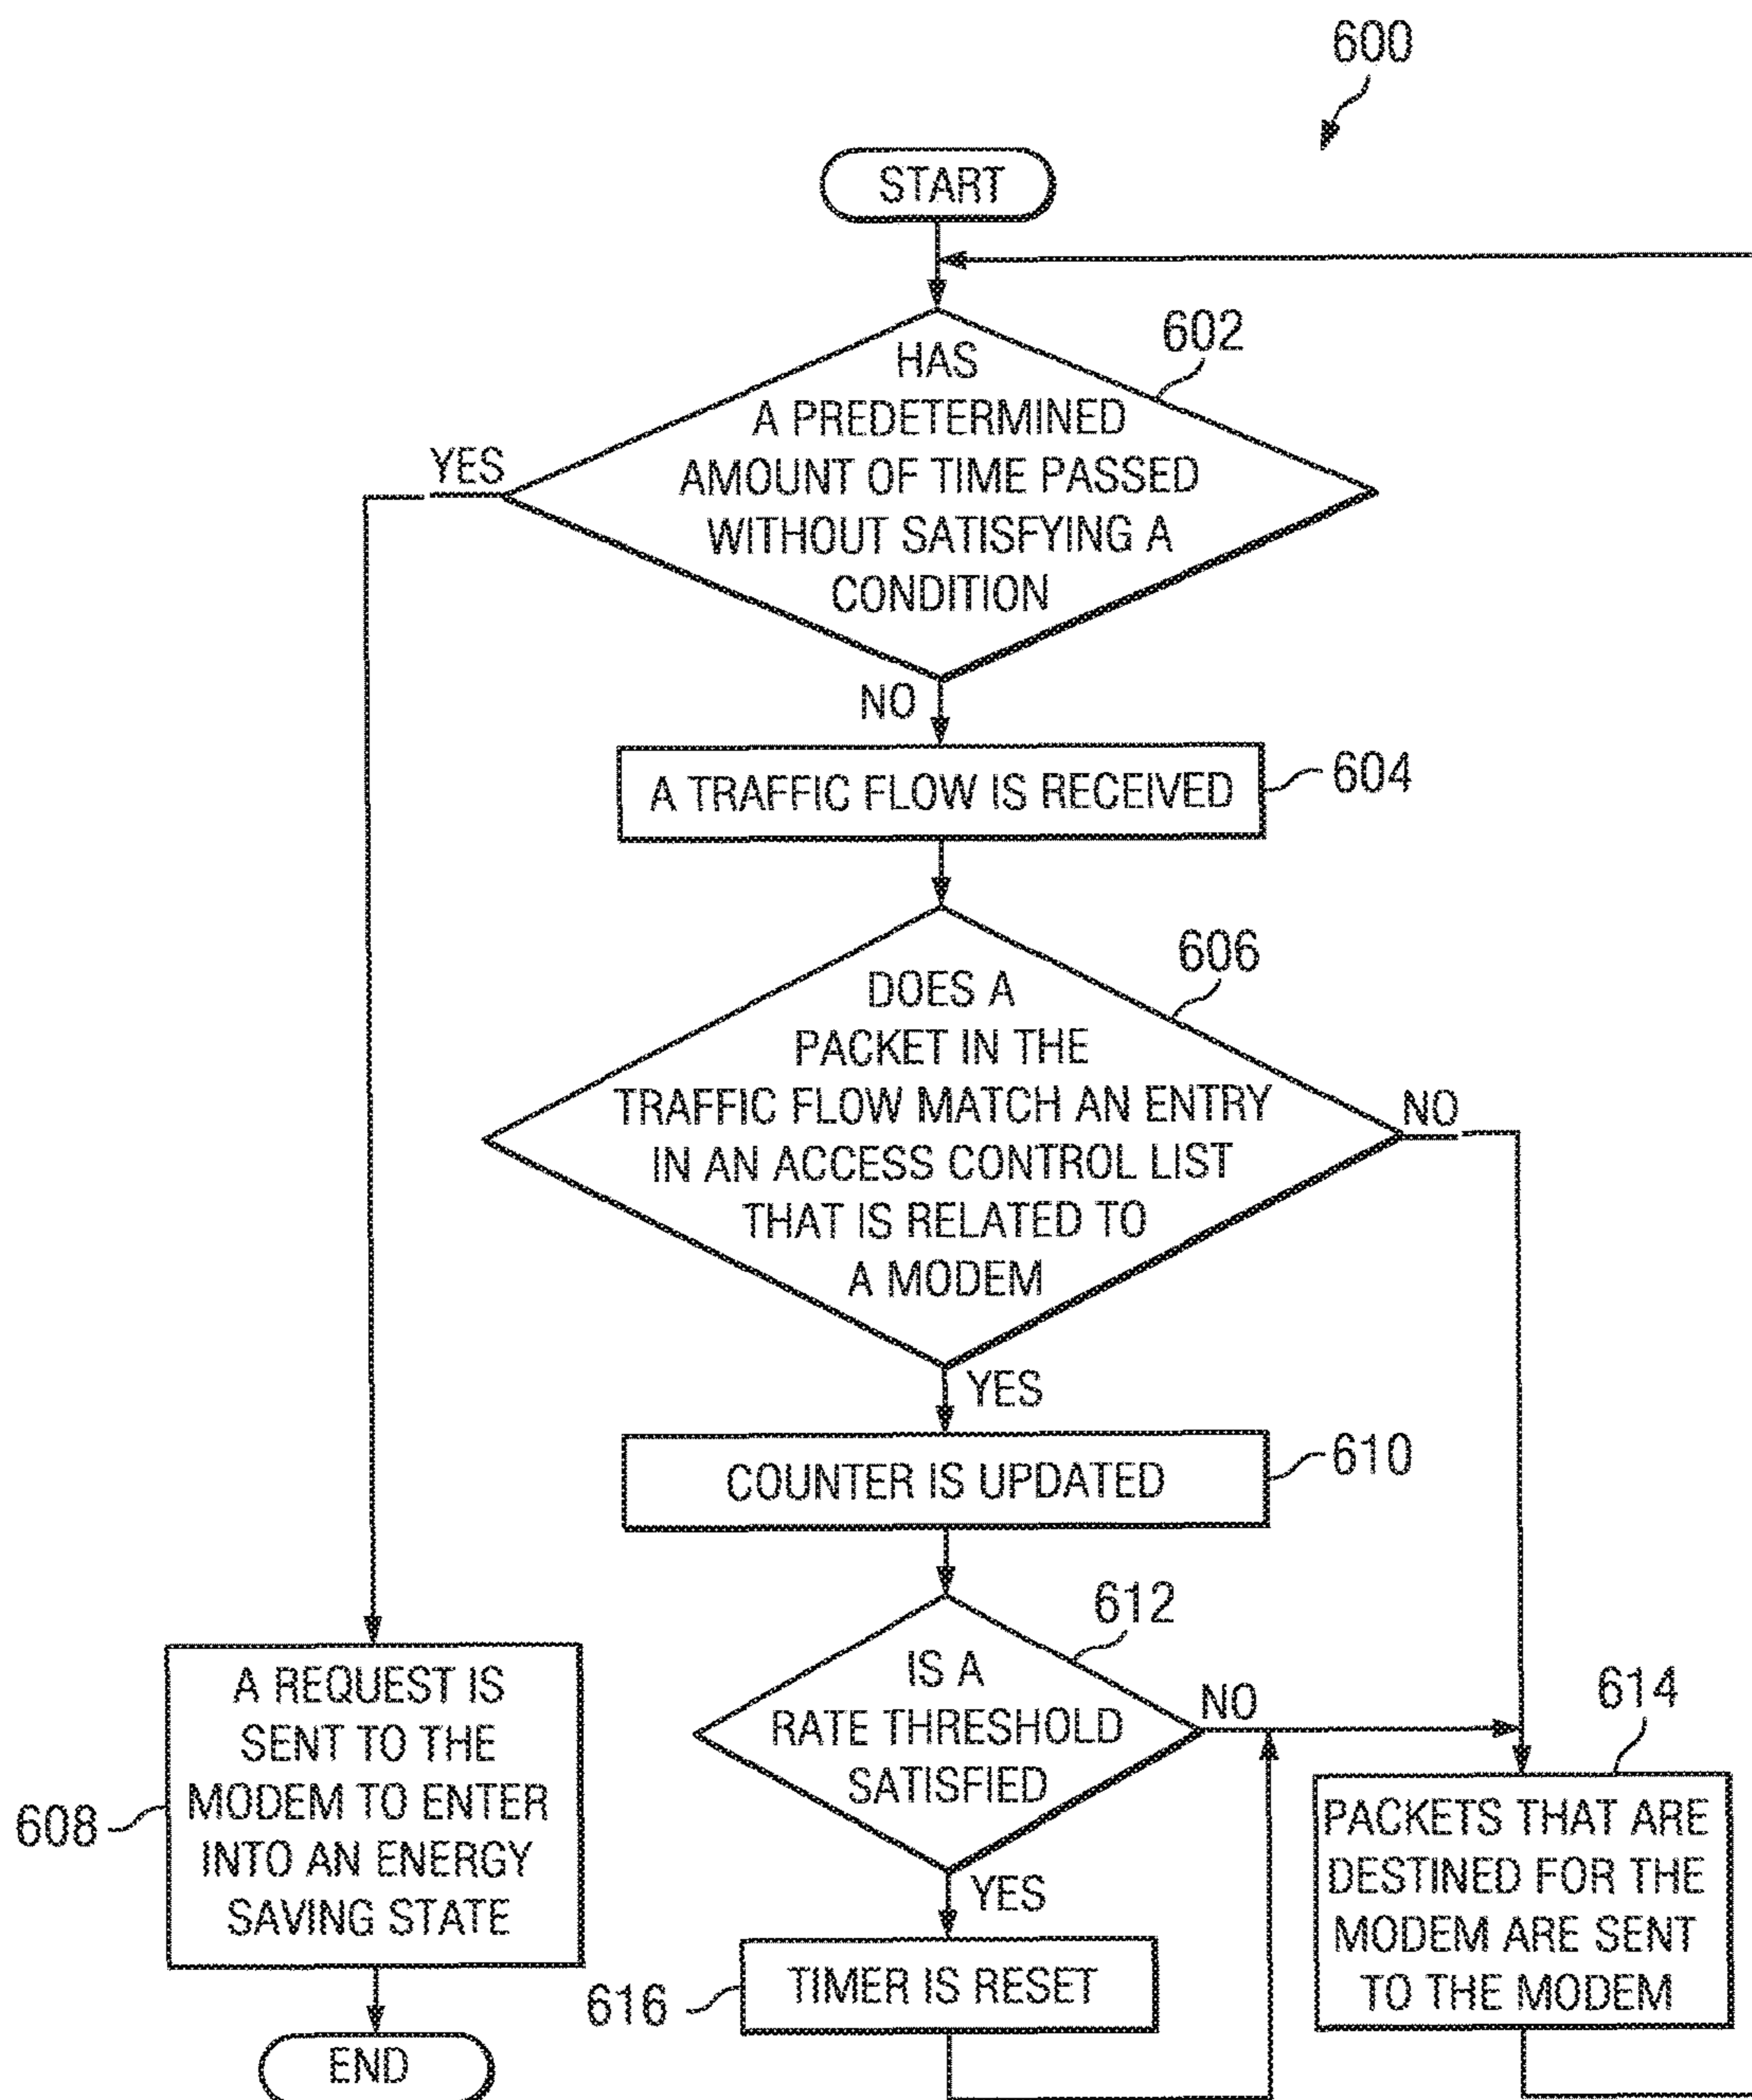 600
START
602
HAS
A PREDETERMINED
AMOUNT OF TIME PASSED
WITHOUT SATISFYING A
CONDITION
YES
NO
A TRAFFIC FLOW IS RECEIVED
604
606
DOES A
PACKET IN THE
TRAFFIC FLOW MATCH AN ENTRY
IN AN ACCESS CONTROL LIST
THAT IS RELATED TO
A MODEM
NO
YES
COUNTER IS UPDATED
610
612
IS A
RATE THRESHOLD
SATISFIED
NO
YES
608
A REQUEST IS
SENT TO THE
MODEM TO ENTER
INTO AN ENERGY
SAVING STATE
614
PACKETS THAT ARE
DESTINED FOR THE
MODEM ARE SENT
TO THE MODEM
616
TIMER IS RESET
END